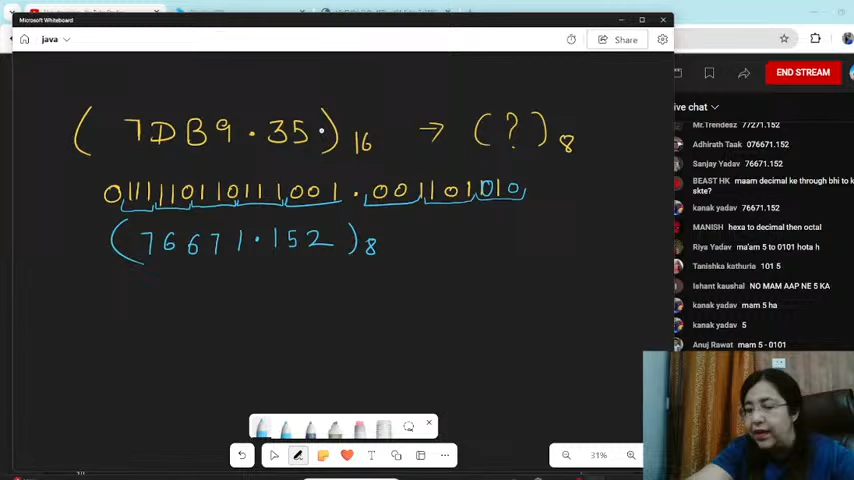 Microsoft Whiteboard
java
Share
END STREAM
ive chat
( 7DB9.35.)16 → (?)8
0111110110111001.00110101010
(76671.152)8
Mr.Trendesz 77271.152
Adhirath Taak 076671.152
Sanjay Yadav 76671.152
BEAST HK maam decimal ke through bhi to k
skte?
kanak yadav 76671.152
MANISH hexa to decimal then octal
Riya Yadav ma'am 5 to 0101 hota h
Tanishka kathuria 101 5
Ishant kaushal NO MAM AAP NE 5 KA
kanak yadav mam 5 ha
kanak yadav 5
Anuj Rawat mam 5 - 0101
31%